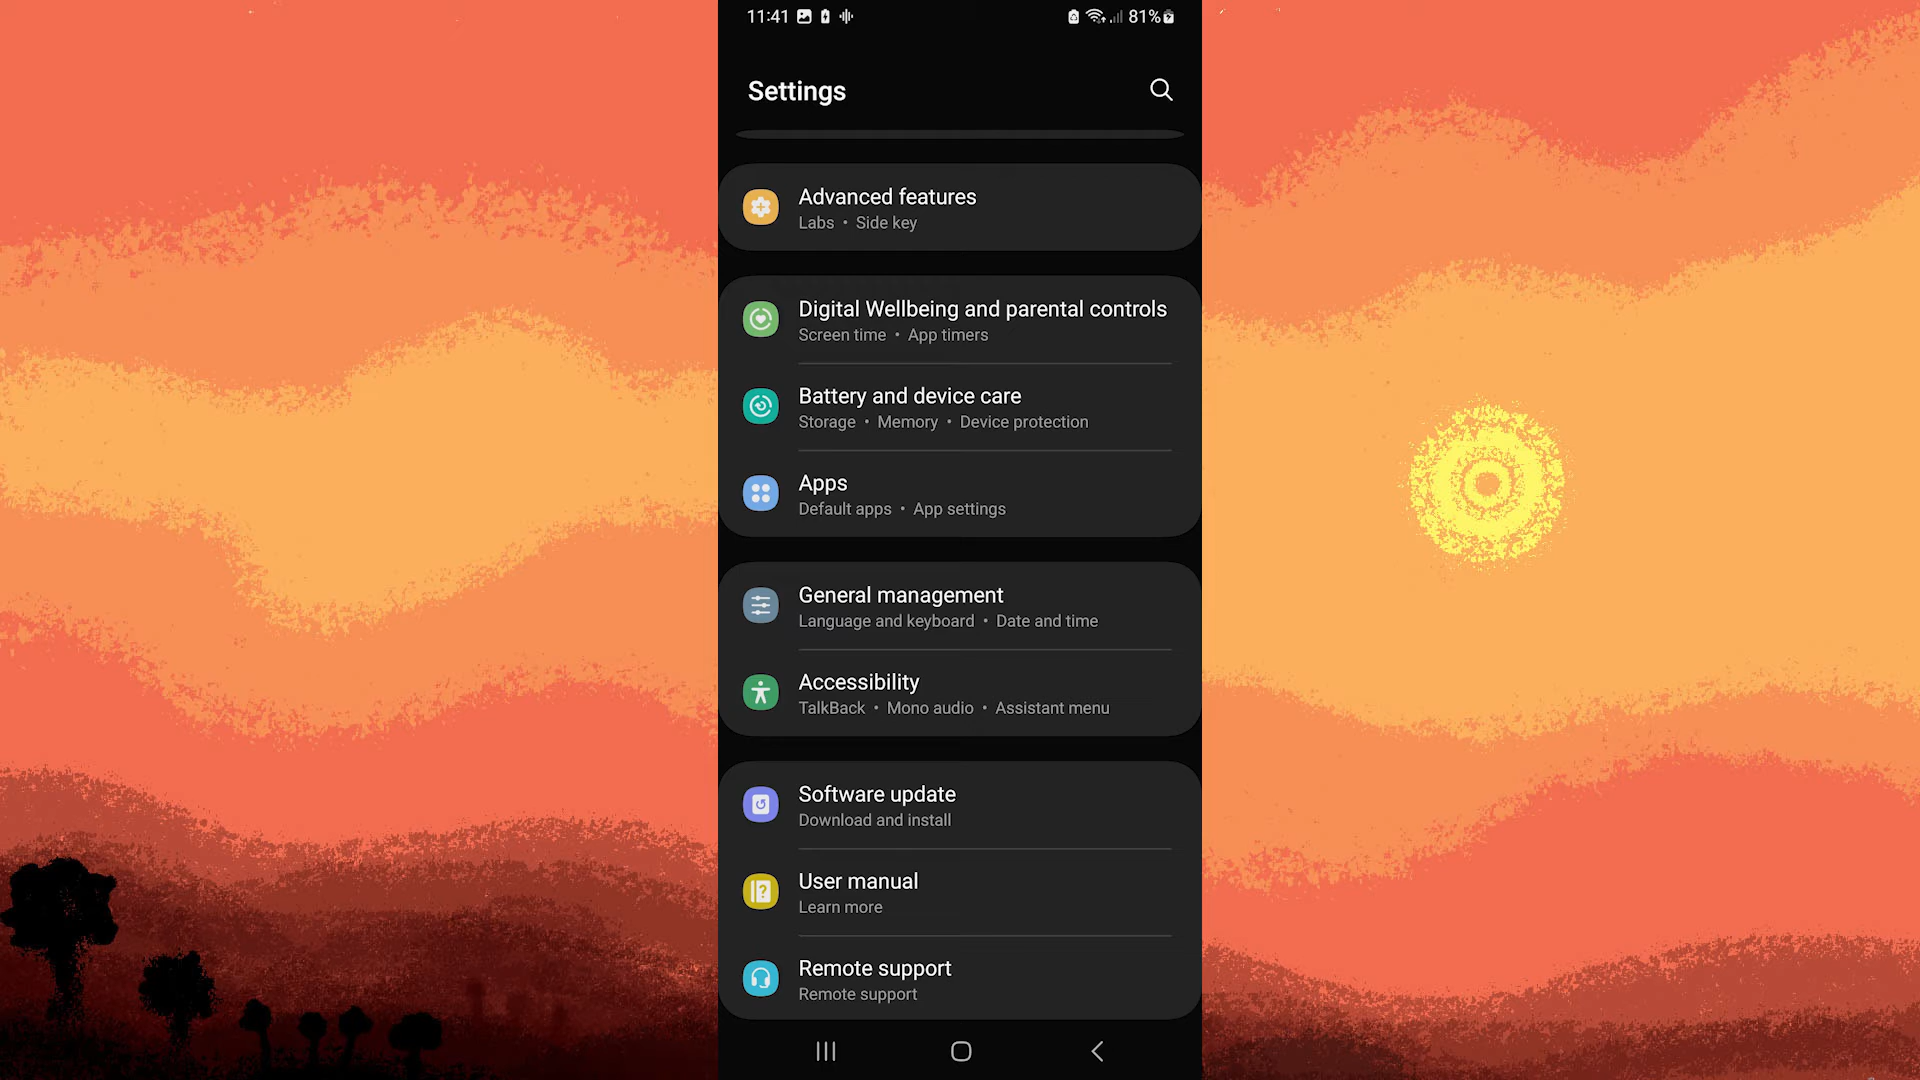 11:41
81%
Settings
Advanced features
Labs • Side key
Digital Wellbeing and parental controls
Screen time • App timers
Battery and device care
Storage • Memory • Device protection
Apps
Default apps • App settings
General management
Language and keyboard • Date and time
Accessibility
TalkBack • Mono audio • Assistant menu
Software update
Download and install
User manual
Learn more
Remote support
Remote support